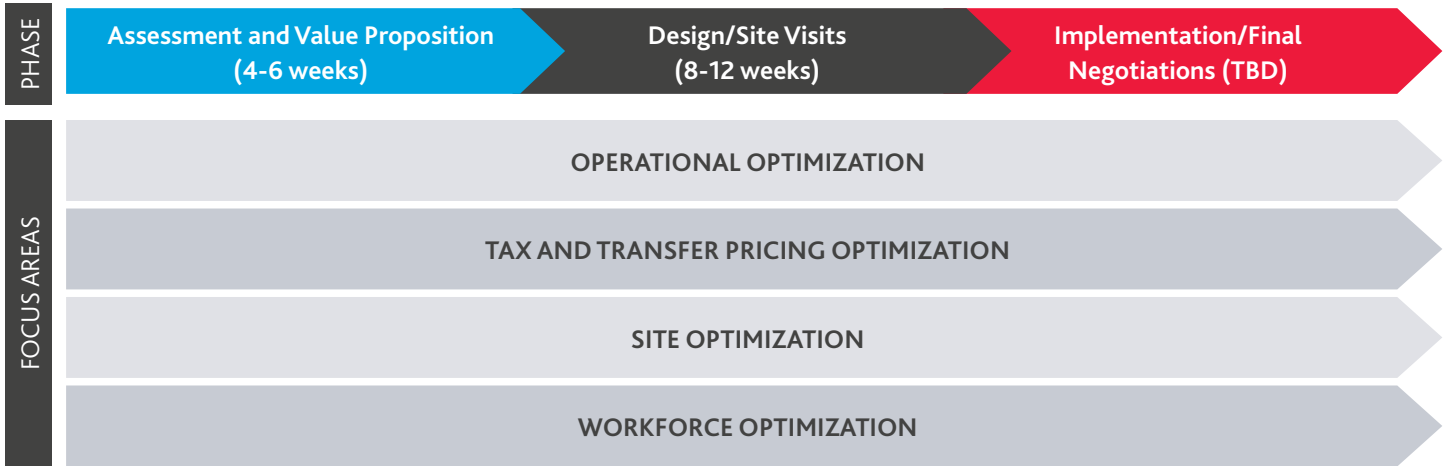 PHASE
Assessment and Value Proposition
(4-6 weeks)
Design/Site Visits
(8-12 weeks)
Implementation/Final
Negotiations (TBD)
FOCUS AREAS
OPERATIONAL OPTIMIZATION
TAX AND TRANSFER PRICING OPTIMIZATION
SITE OPTIMIZATION
WORKFORCE OPTIMIZATION